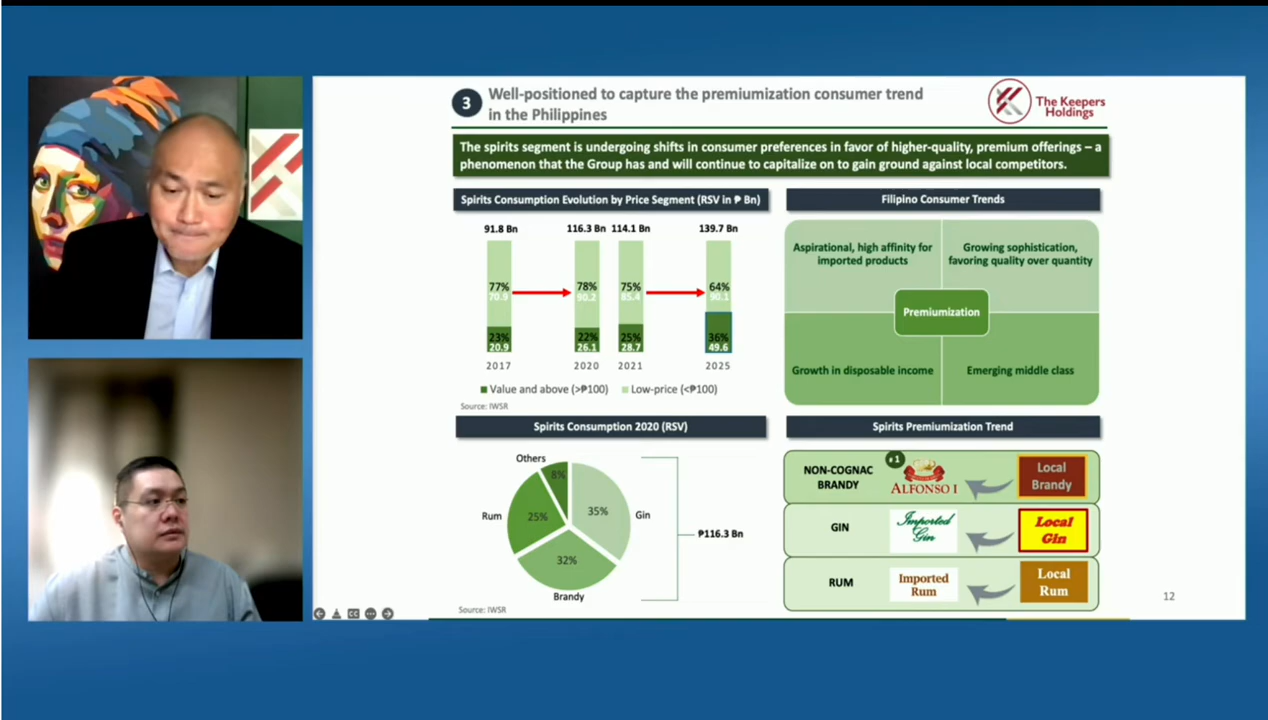 3
Well-positioned to capture the premiumization consumer trend
in the Philippines
The Keepers
Holdings
The spirits segment is undergoing shifts in consumer preferences in favor of higher-quality, premium offerings – a
phenomenon that the Group has and will continue to capitalize on to gain ground against local competitors.
Spirits Consumption Evolution by Price Segment (RSV in ₱ Bn)
91.8 Bn
116.3 Bn
114.1 Bn
139.7 Bn
77%
70.9
78%
90.2
75%
85.4
64%
90.1
23%
20.9
22%
26.1
25%
28.7
36%
49.6
2017
2020
2021
2025
Value and above (>₱100)
Low-price (<₱100)
Source: IWSR
Filipino Consumer Trends
Aspirational, high affinity for
imported products
Growing sophistication,
favoring quality over quantity
Premiumization
Growth in disposable income
Emerging middle class
Spirits Consumption 2020 (RSV)
Others
8%
Rum
25%
35%
Gin
32%
Brandy
₱116.3 Bn
Source: IWSR
Spirits Premiumization Trend
NON-COGNAC
BRANDY
#1
ALFONSO I
Local
Brandy
GIN
Imported
Gin
Local
Gin
RUM
Imported
Rum
Local
Rum
CC
12